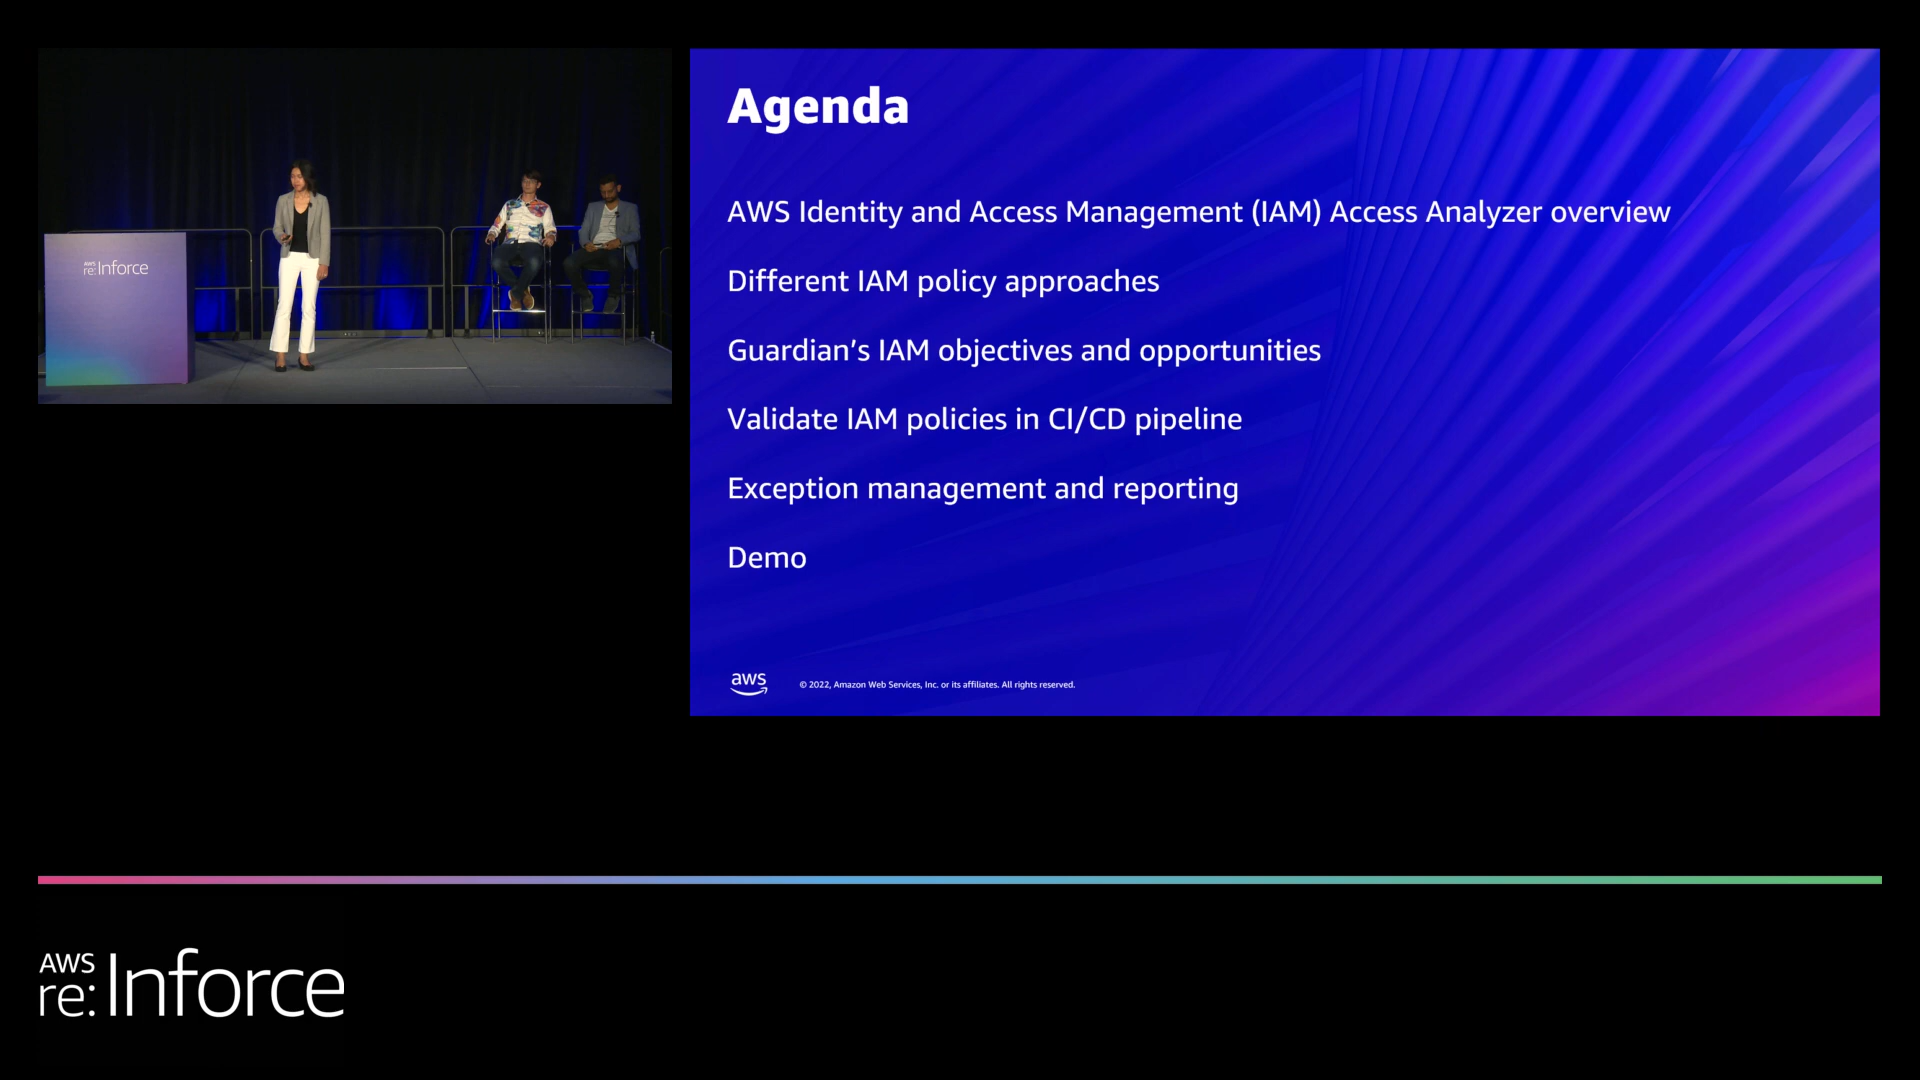 AWS
re:Inforce
Agenda
AWS Identity and Access Management (IAM) Access Analyzer overview
Different IAM policy approaches
Guardian’s IAM objectives and opportunities
Validate IAM policies in CI/CD pipeline
Exception management and reporting
Demo
aws
© 2022, Amazon Web Services, Inc. or its affiliates. All rights reserved.
AWS
re:Inforce